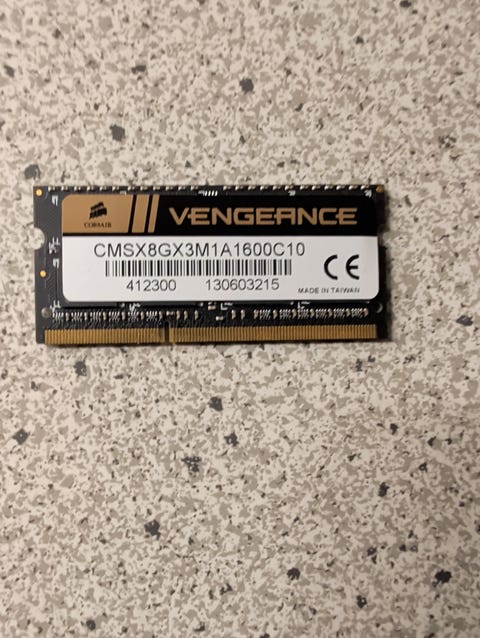 CORSAIR
VENGEANCE
CMSX8GX3M1A1600C10
412300 130603215
CE
MADE IN TAIWAN